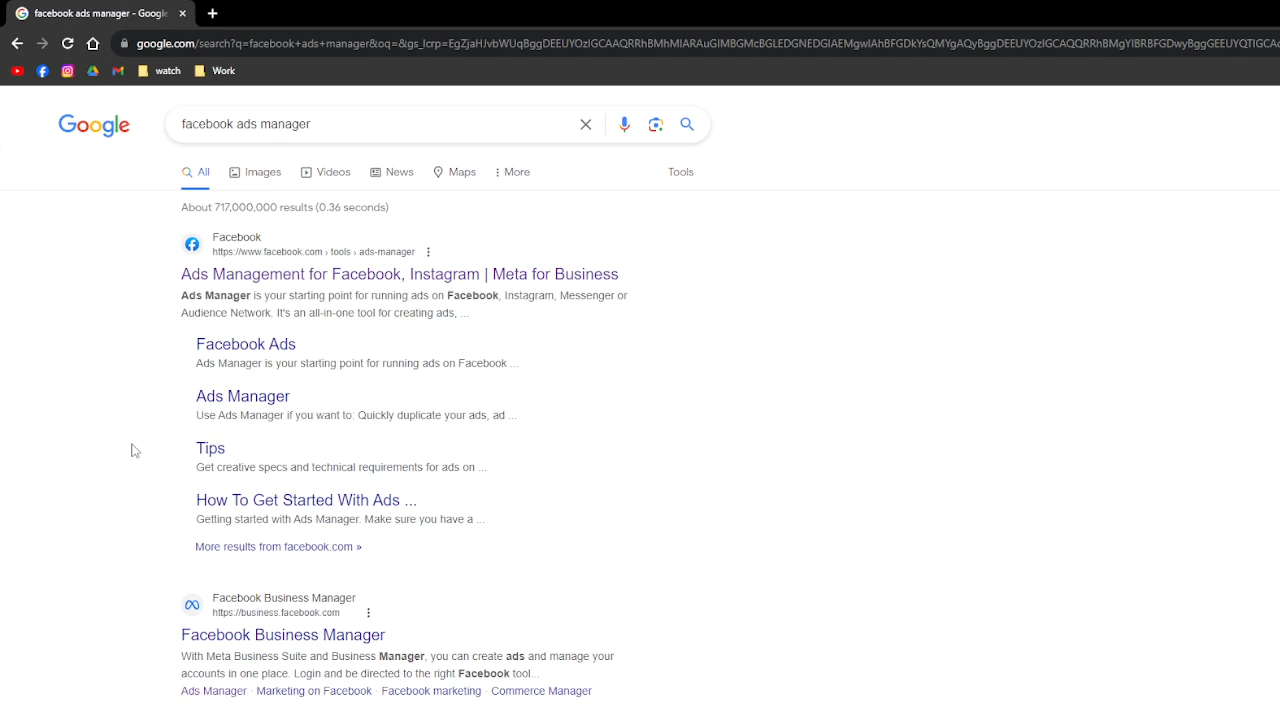 facebook ads manager - Google
google.com/search?q=facebook+ads+manager&oq=&gs_lcrp=
watch
Work
Google
facebook ads manager
All
Images
Videos
News
Maps
More
Tools
About 717,000,000 results (0.36 seconds)
Facebook
https://www.facebook.com › tools › ads-manager
Ads Management for Facebook, Instagram | Meta for Business
Ads Manager is your starting point for running ads on Facebook, Instagram, Messenger or
Audience Network. It's an all-in-one tool for creating ads, ...
Facebook Ads
Ads Manager is your starting point for running ads on Facebook ...
Ads Manager
Use Ads Manager if you want to: Quickly duplicate your ads, ad ...
Tips
Get creative specs and technical requirements for ads on ...
How To Get Started With Ads ...
Getting started with Ads Manager. Make sure you have a ...
More results from facebook.com »
Facebook Business Manager
https://business.facebook.com
Facebook Business Manager
With Meta Business Suite and Business Manager, you can create ads and manage your
accounts in one place. Login and be directed to the right Facebook tool...
Ads Manager · Marketing on Facebook · Facebook marketing · Commerce Manager